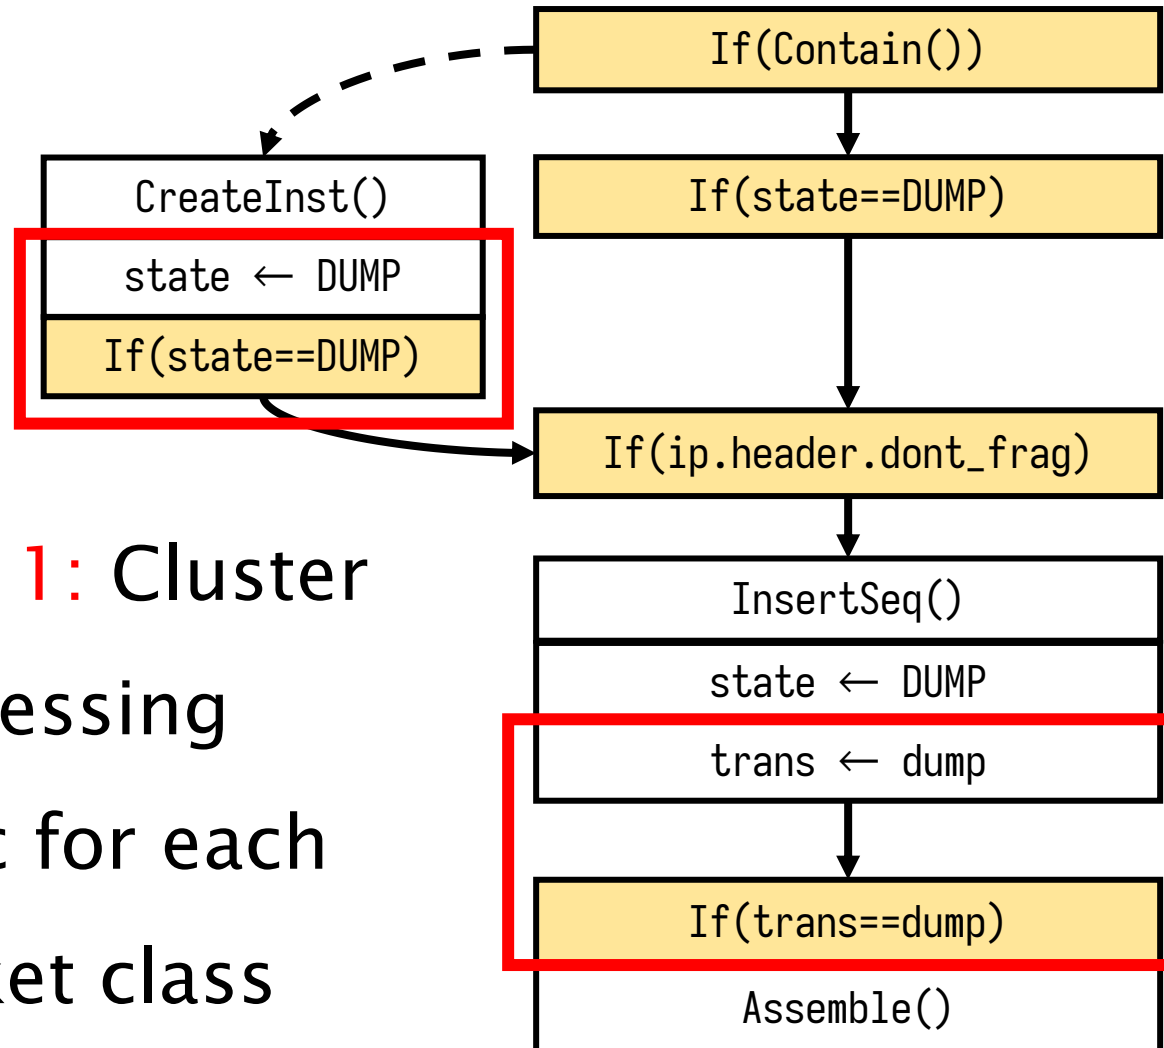 If(Contain())
CreateInst()
If(state==DUMP)
state ← DUMP
If(state==DUMP)
If(ip.header.dont_frag)
1: Cluster
InsertSeq()
essing
state ← DUMP
trans ← dump
for each
If(trans==dump)
et class
Assemble()